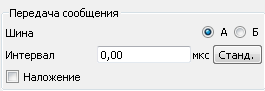 Передача сообщения
Шина А Б
Интервал 0,00 мкс Станд.
Наложение